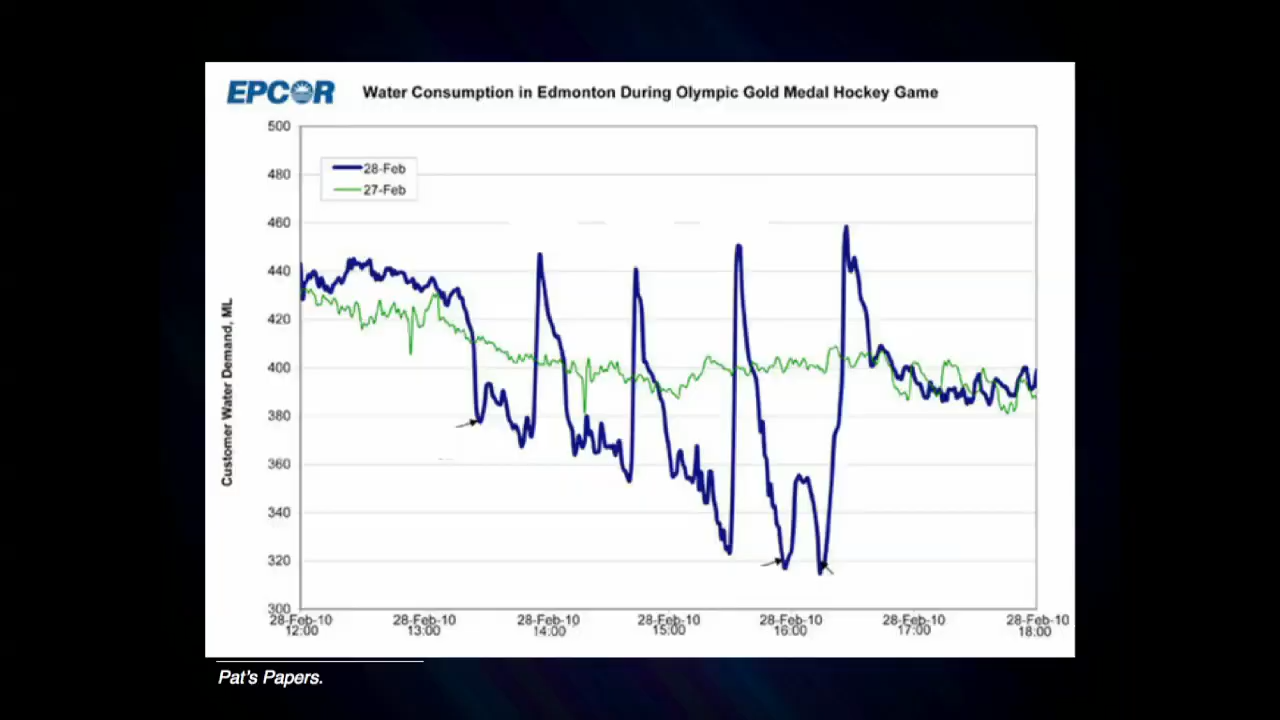 EPCOR
Water Consumption in Edmonton During Olympic Gold Medal Hockey Game
500
480
460
440
420
400
380
360
340
320
300
28-Feb
27-Feb
Customer Water Demand, ML
28-Feb-10 12:00
28-Feb-10 13:00
28-Feb-10 14:00
28-Feb-10 15:00
28-Feb-10 16:00
28-Feb-10 17:00
28-Feb-10 18:00
Pat's Papers.